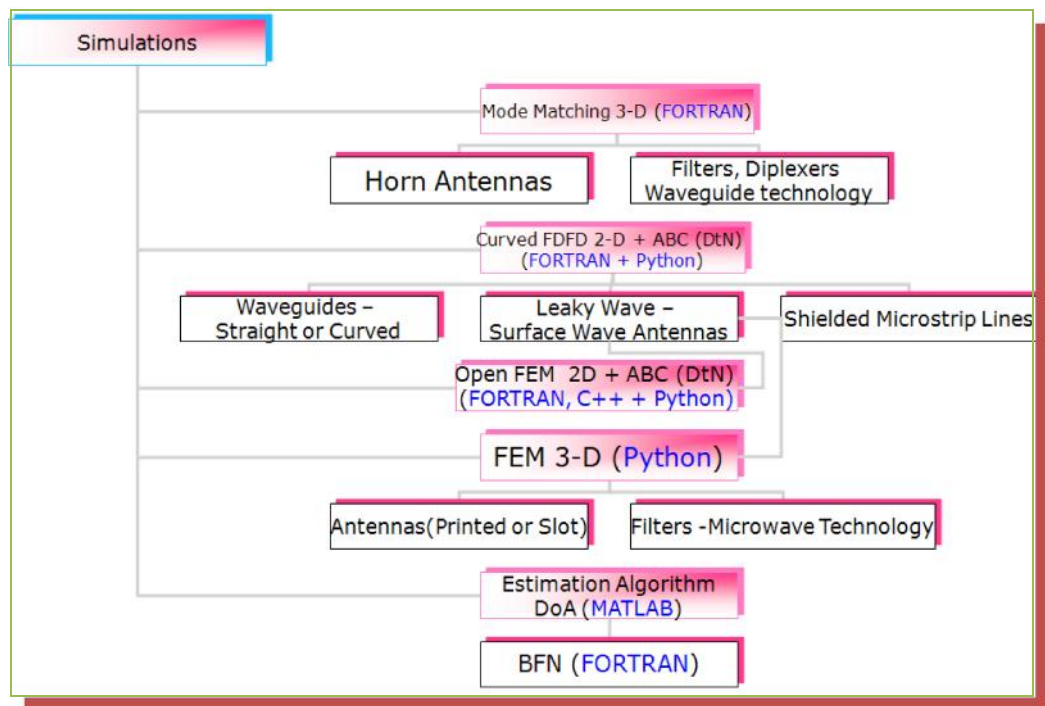 Simulations
Mode Matching 3-D (FORTRAN)
Horn Antennas
Filters, Diplexers
Waveguide technology
Curved FDFD 2-D + ABC (DtN)
(FORTRAN + Python)
Waveguides –
Straight or Curved
Leaky Wave –
Surface Wave Antennas
Shielded Microstrip Lines
Open FEM 2D + ABC (DtN)
(FORTRAN, C++ + Python)
FEM 3-D (Python)
Antennas(Printed or Slot)
Filters -Microwave Technology
Estimation Algorithm
DoA (MATLAB)
BFN (FORTRAN)